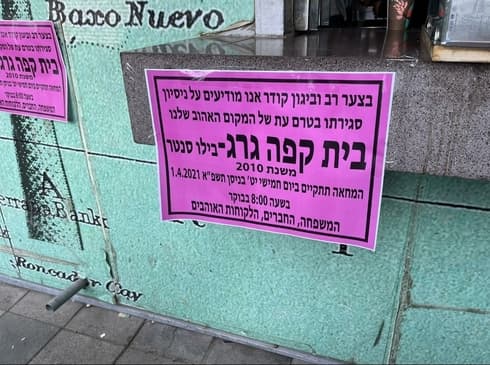 Baxo Nuevo
בצער רב וביגון קודר אנו מודיעים על ניסיון
סגירתו בטרם עת של המקום האהוב שלנו
בית קפה גרג-בילו סנטר
משנת 2010
המחאה תתקיים ביום חמישי יט' בניסן תשפ"א 1.4.2021
בשעה 8:00 בבוקר
המשפחה, החברים, הלקוחות האוהבים
Roncador Cay